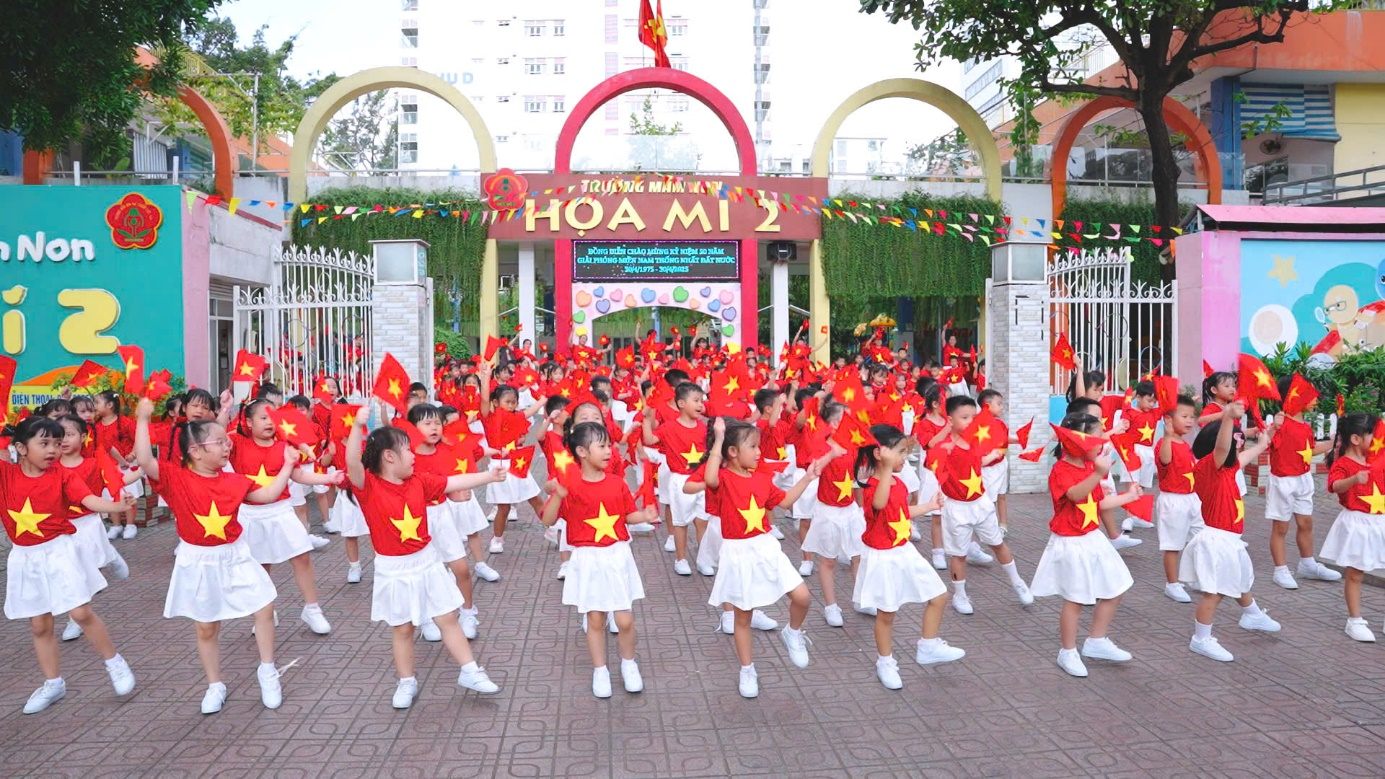 TRƯỜNG MẦM NON
HỌA MI 2
ĐỒNG DIỄN CHÀO MỪNG KỶ NIỆM 50 NĂM
GIẢI PHÓNG MIỀN NAM THỐNG NHẤT ĐẤT NƯỚC
30/4/1975 - 30/4/2025
Non
2
ĐIỆN THOẠI